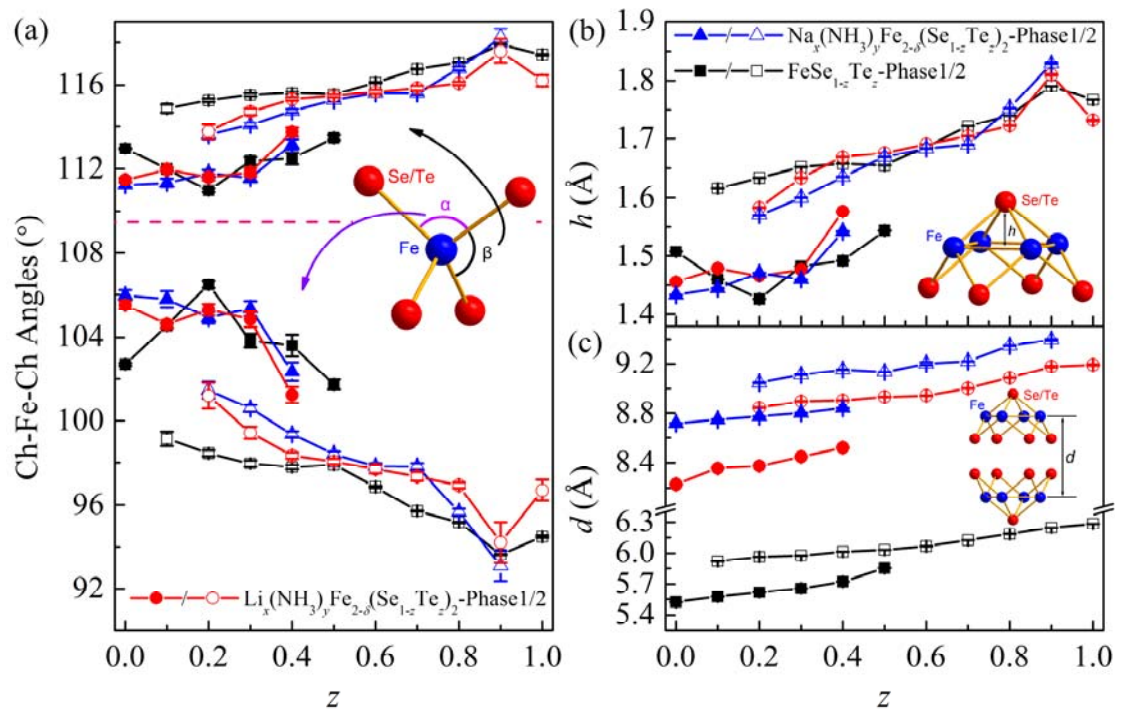 (a)
Ch-Fe-Ch Angles (°)
116
112
108
104
100
96
92
Se/Te
α
Fe
β
Liₓ(NH₃)ᵧFe₂₋δ(Se₁₋zTez)₂-Phase1/2
0.0 0.2 0.4 0.6 0.8 1.0
z
(b)
h (Å)
1.9
1.8
1.7
1.6
1.5
1.4
Naₓ(NH₃)ᵧFe₂₋δ(Se₁₋zTez)₂-Phase1/2
FeSe₁₋zTez-Phase1/2
Se/Te
Fe
h
(c)
d (Å)
9.2
8.8
8.4
6.3
6.0
5.7
5.4
Fe
Se/Te
d
0.0 0.2 0.4 0.6 0.8 1.0
z